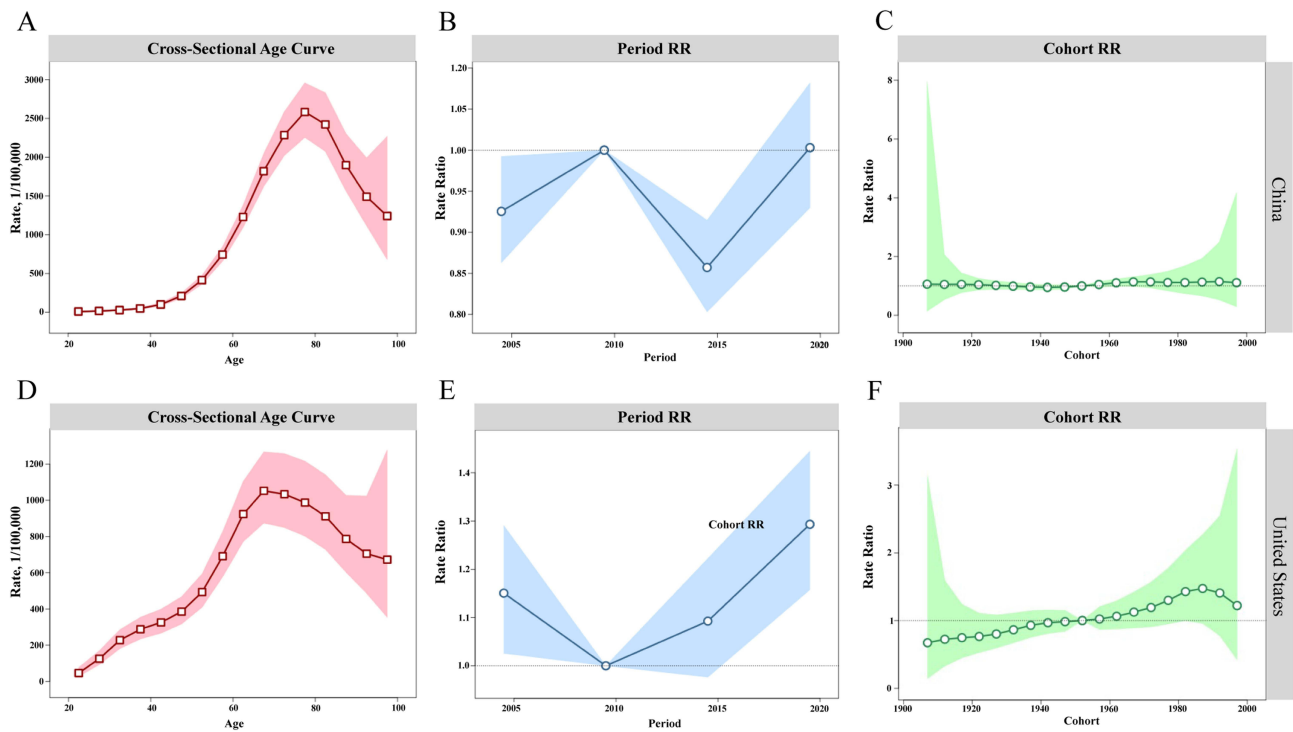 A
Cross-Sectional Age Curve
Rate, 1/100,000
3000
2500
2000
1500
1000
500
0
20
40
60
80
100
Age
B
Period RR
Rate Ratio
1.20
1.05
1.00
0.95
0.90
0.85
0.80
2005
2010
2015
2020
Period
C
Cohort RR
Rate Ratio
8
6
4
2
1
0
1900
1920
1940
1960
1980
2000
Cohort
China
D
Cross-Sectional Age Curve
Rate, 1/100,000
1200
1000
800
600
400
200
0
20
40
60
80
100
Age
E
Period RR
Rate Ratio
1.4
1.3
1.2
1.1
1.0
Cohort RR
2005
2010
2015
2020
Period
F
Cohort RR
Rate Ratio
3
2
1
0
1900
1920
1940
1960
1980
2000
Cohort
United States